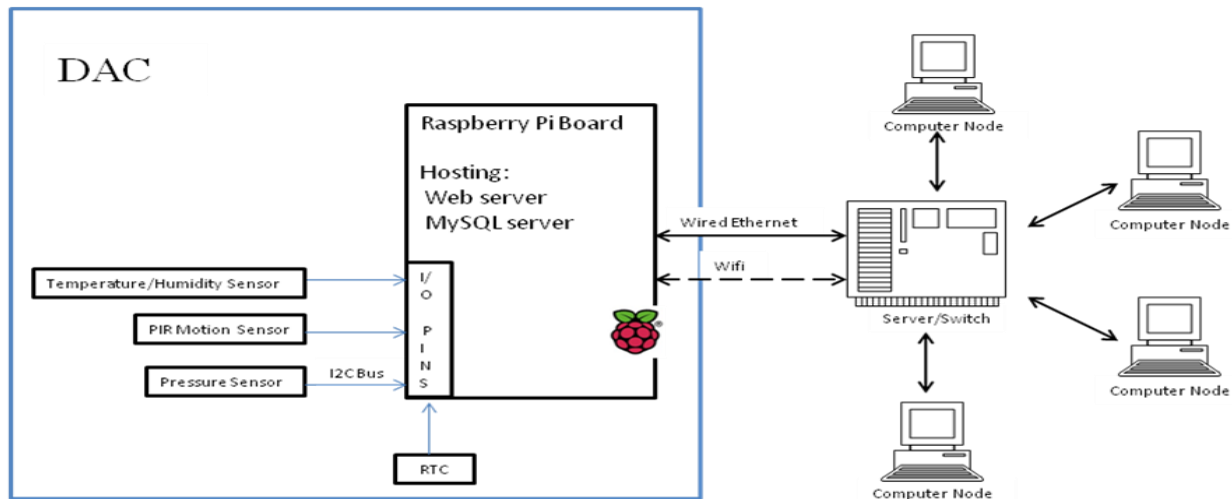 DAC
Raspberry Pi Board
Hosting:
Web server
MySQL server
I/O PINS
Temperature/Humidity Sensor
PIR Motion Sensor
Pressure Sensor
I2C Bus
RTC
Wired Ethernet
Wifi
Computer Node
Computer Node
Server/Switch
Computer Node
Computer Node
®